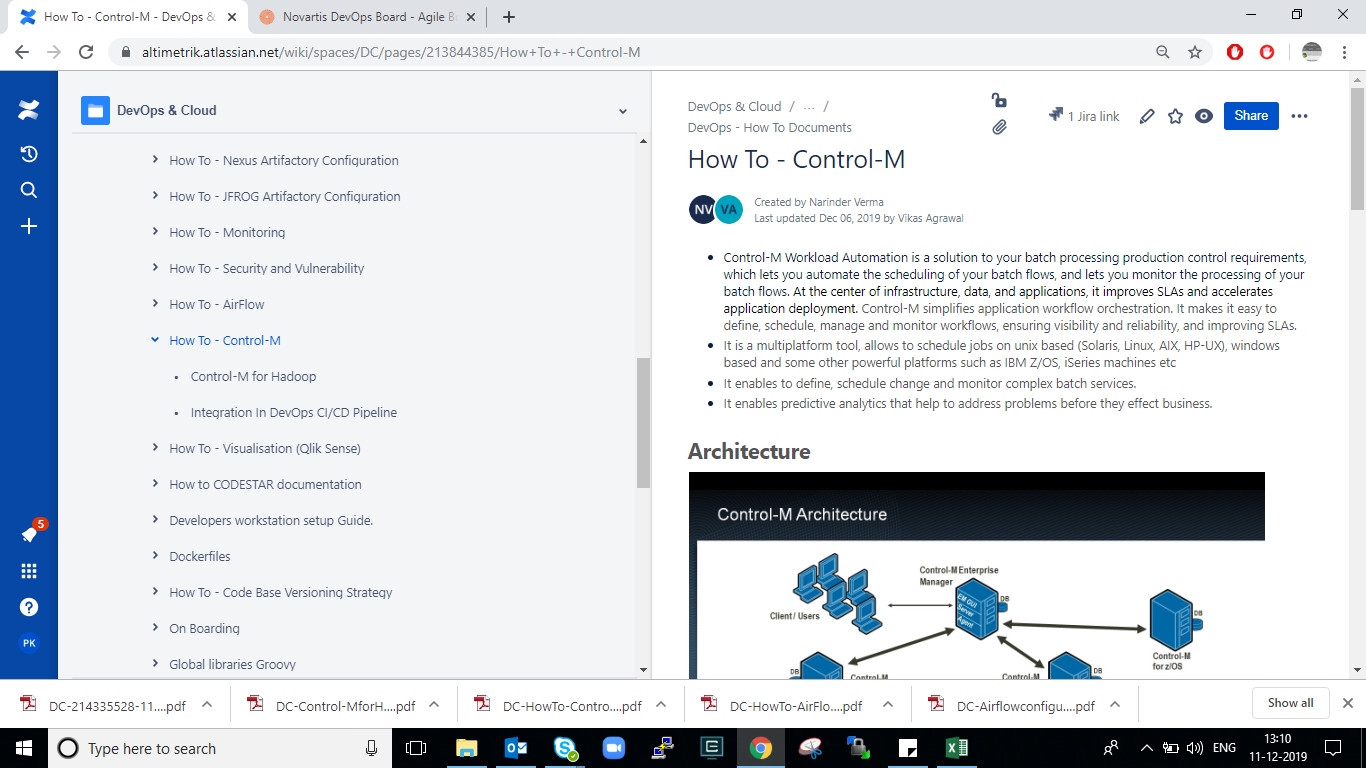 How To - Control-M - DevOps &
Novartis DevOps Board - Agile B
altimetrik.atlassian.net/wiki/spaces/DC/pages/213844385/How+To+-+Control-M
DevOps & Cloud
How To - Nexus Artifactory Configuration
How To - JFROG Artifactory Configuration
How To - Monitoring
How To - Security and Vulnerability
How To - AirFlow
How To - Control-M
Control-M for Hadoop
Integration In DevOps CI/CD Pipeline
How To - Visualisation (Qlik Sense)
How to CODESTAR documentation
Developers workstation setup Guide.
Dockerfiles
How To - Code Base Versioning Strategy
On Boarding
Global libraries Groovy
5
PK
DevOps & Cloud / ... /
DevOps - How To Documents
1 Jira link
Share
How To - Control-M
NV
VA
Created by Narinder Verma
Last updated Dec 06, 2019 by Vikas Agrawal
Control-M Workload Automation is a solution to your batch processing production control requirements,
which lets you automate the scheduling of your batch flows, and lets you monitor the processing of your
batch flows. At the center of infrastructure, data, and applications, it improves SLAs and accelerates
application deployment. Control-M simplifies application workflow orchestration. It makes it easy to
define, schedule, manage and monitor workflows, ensuring visibility and reliability, and improving SLAs.
It is a multiplatform tool, allows to schedule jobs on unix based (Solaris, Linux, AIX, HP-UX), windows
based and some other powerful platforms such as IBM Z/OS, iSeries machines etc
It enables to define, schedule change and monitor complex batch services.
It enables predictive analytics that help to address problems before they effect business.
Architecture
Control-M Architecture
Control-M Enterprise
Manager
EM GUI
Server
Agent
DB
Client / Users
DB
Control-M
for z/OS
DB
Control-M
Control-M
DB
DC-214335528-11....pdf
DC-Control-MforH....pdf
DC-HowTo-Contro....pdf
DC-HowTo-AirFlo....pdf
DC-Airflowconfigu....pdf
Show all
Type here to search
ENG
13:10
11-12-2019